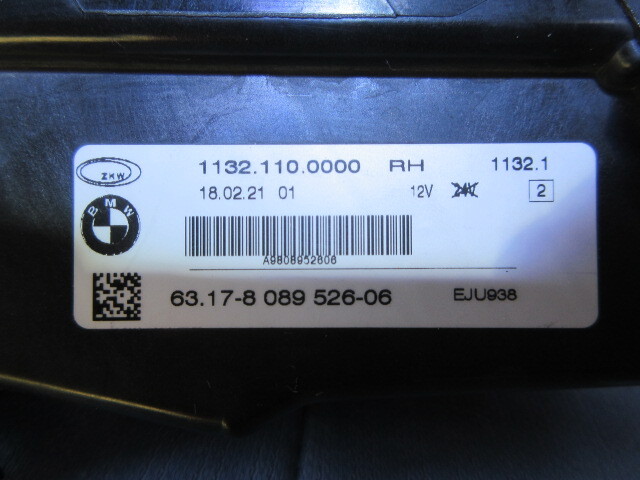 ZKW 1132.110.0000 RH 1132.1
18.02.21 01 12V 24V 2
BMW
A9808952606
63.17-8 089 526-06 EJU938